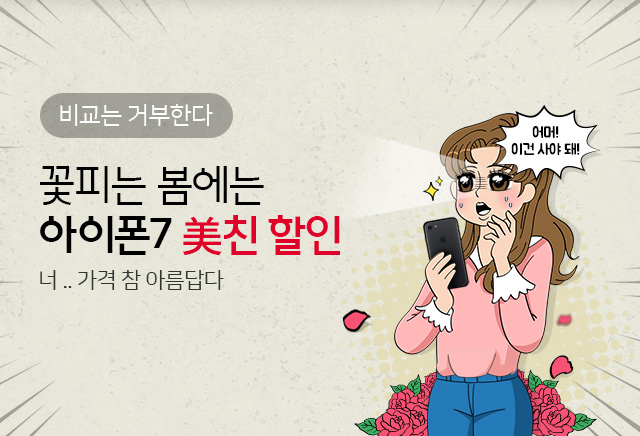 비교는 거부한다
어머!
이건 사야 돼!
꽃피는 봄에는
아이폰7 美친 할인
너 .. 가격 참 아름답다